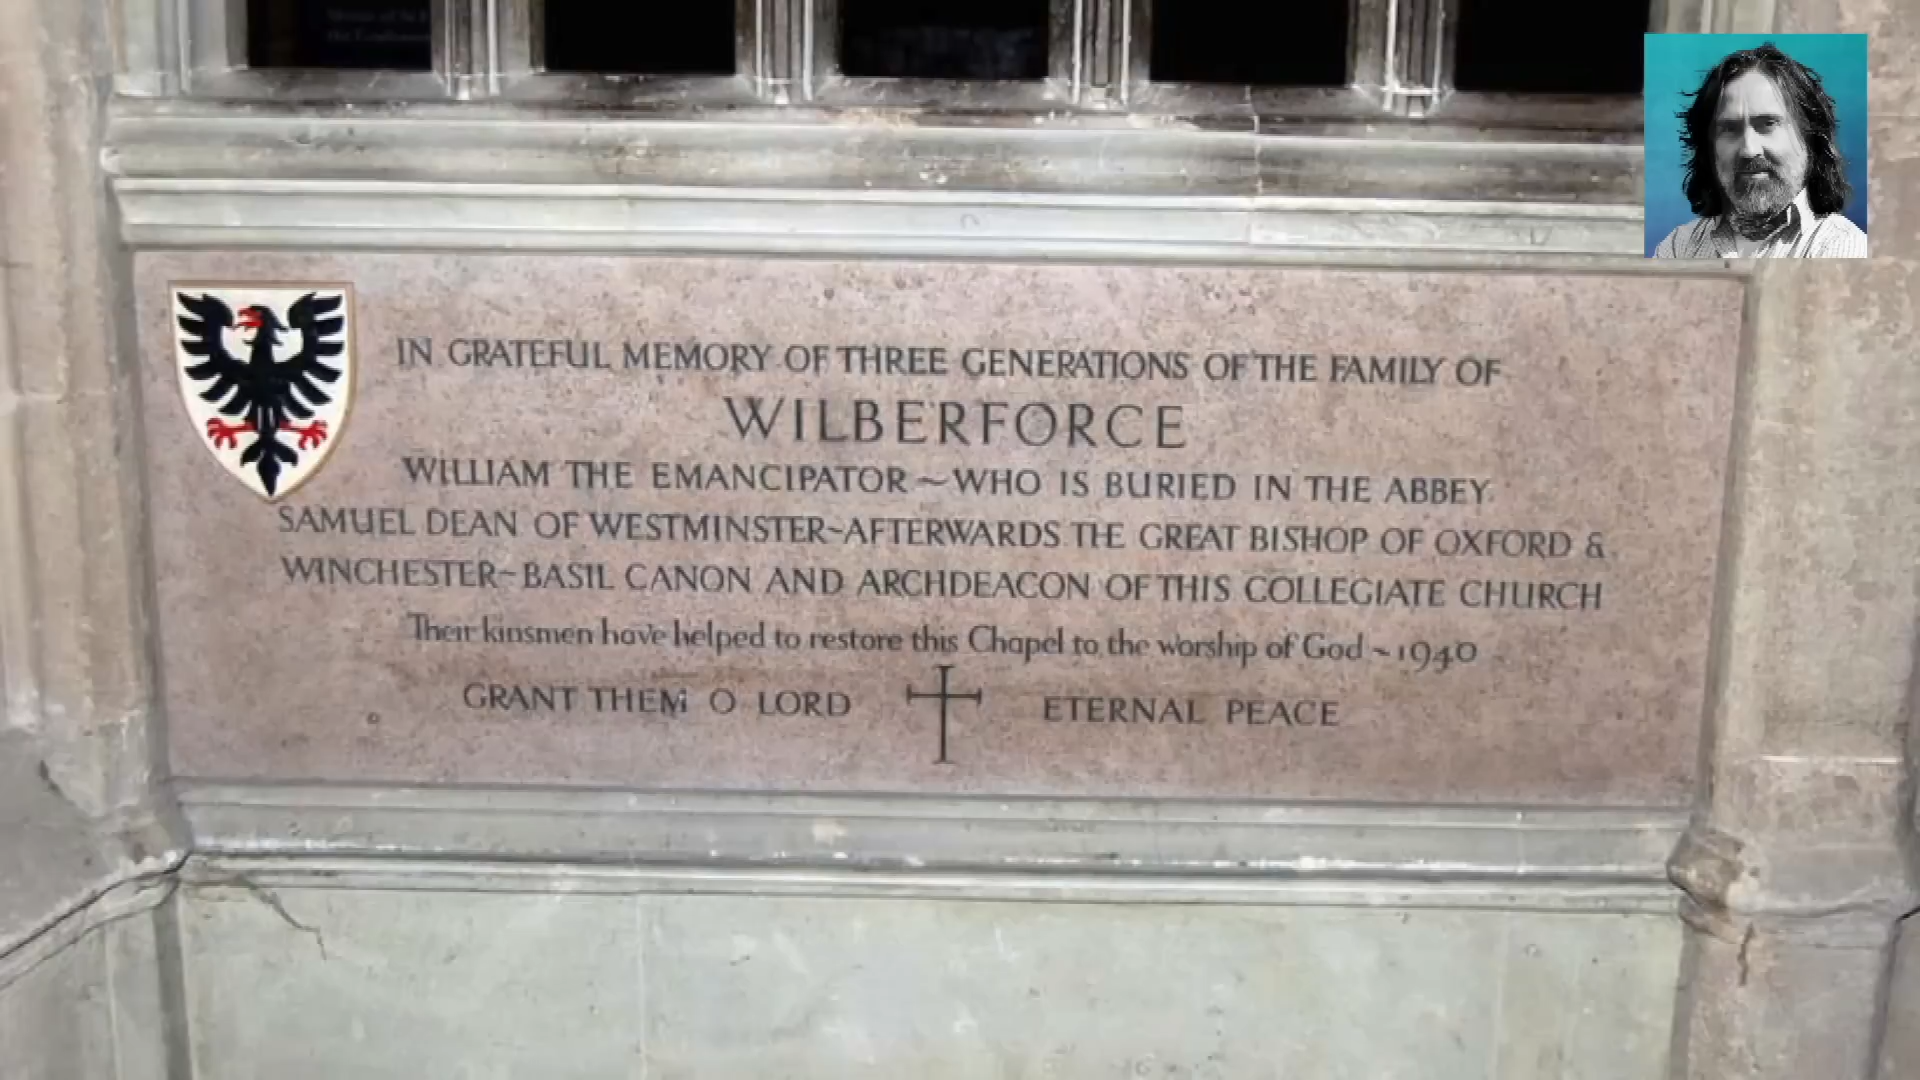 IN GRATEFUL MEMORY OF THREE GENERATIONS OF THE FAMILY OF
WILBERFORCE
WILLIAM THE EMANCIPATOR ~ WHO IS BURIED IN THE ABBEY
SAMUEL DEAN OF WESTMINSTER ~ AFTERWARDS THE GREAT BISHOP OF OXFORD &
WINCHESTER ~ BASIL CANON AND ARCHDEACON OF THIS COLLEGIATE CHURCH
Their kinsmen have helped to restore this Chapel to the worship of God ~ 1940
GRANT THEM O LORD ETERNAL PEACE